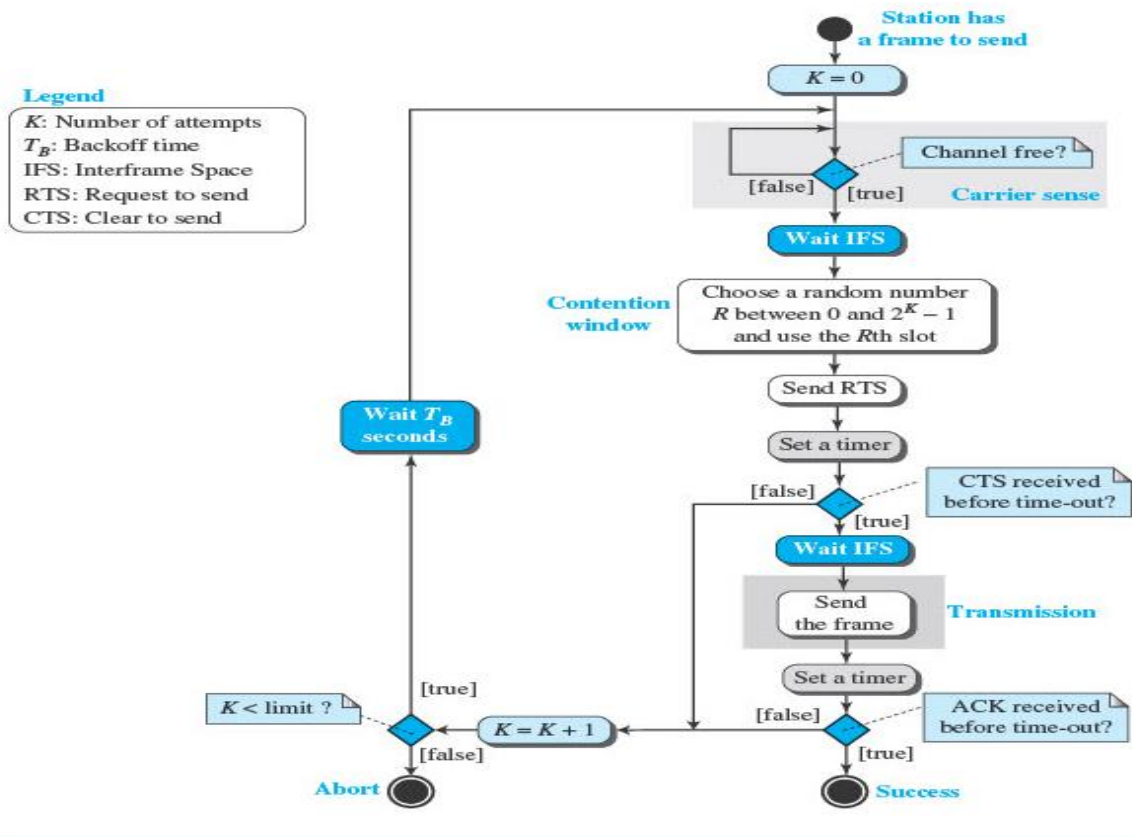 Station has
a frame to send
K = 0
Legend
K: Number of attempts
T_B: Backoff time
IFS: Interframe Space
RTS: Request to send
CTS: Clear to send
Channel free?
[false]
[true]
Carrier sense
Wait IFS
Contention
window
Choose a random number
R between 0 and 2^K – 1
and use the Rth slot
Send RTS
Wait T_B
seconds
Set a timer
[false]
CTS received
before time-out?
[true]
Wait IFS
Send
the frame
Transmission
Set a timer
[true]
K < limit ?
[false]
K = K + 1
[false]
ACK received
before time-out?
[true]
Abort
Success